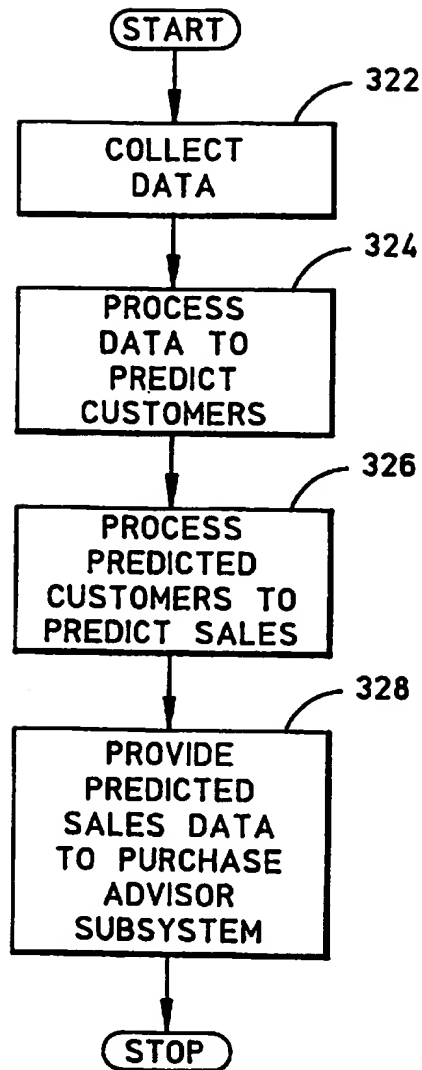 START
322
COLLECT
DATA
324
PROCESS
DATA TO
PREDICT
CUSTOMERS
326
PROCESS
PREDICTED
CUSTOMERS TO
PREDICT SALES
328
PROVIDE
PREDICTED
SALES DATA
TO PURCHASE
ADVISOR
SUBSYSTEM
STOP